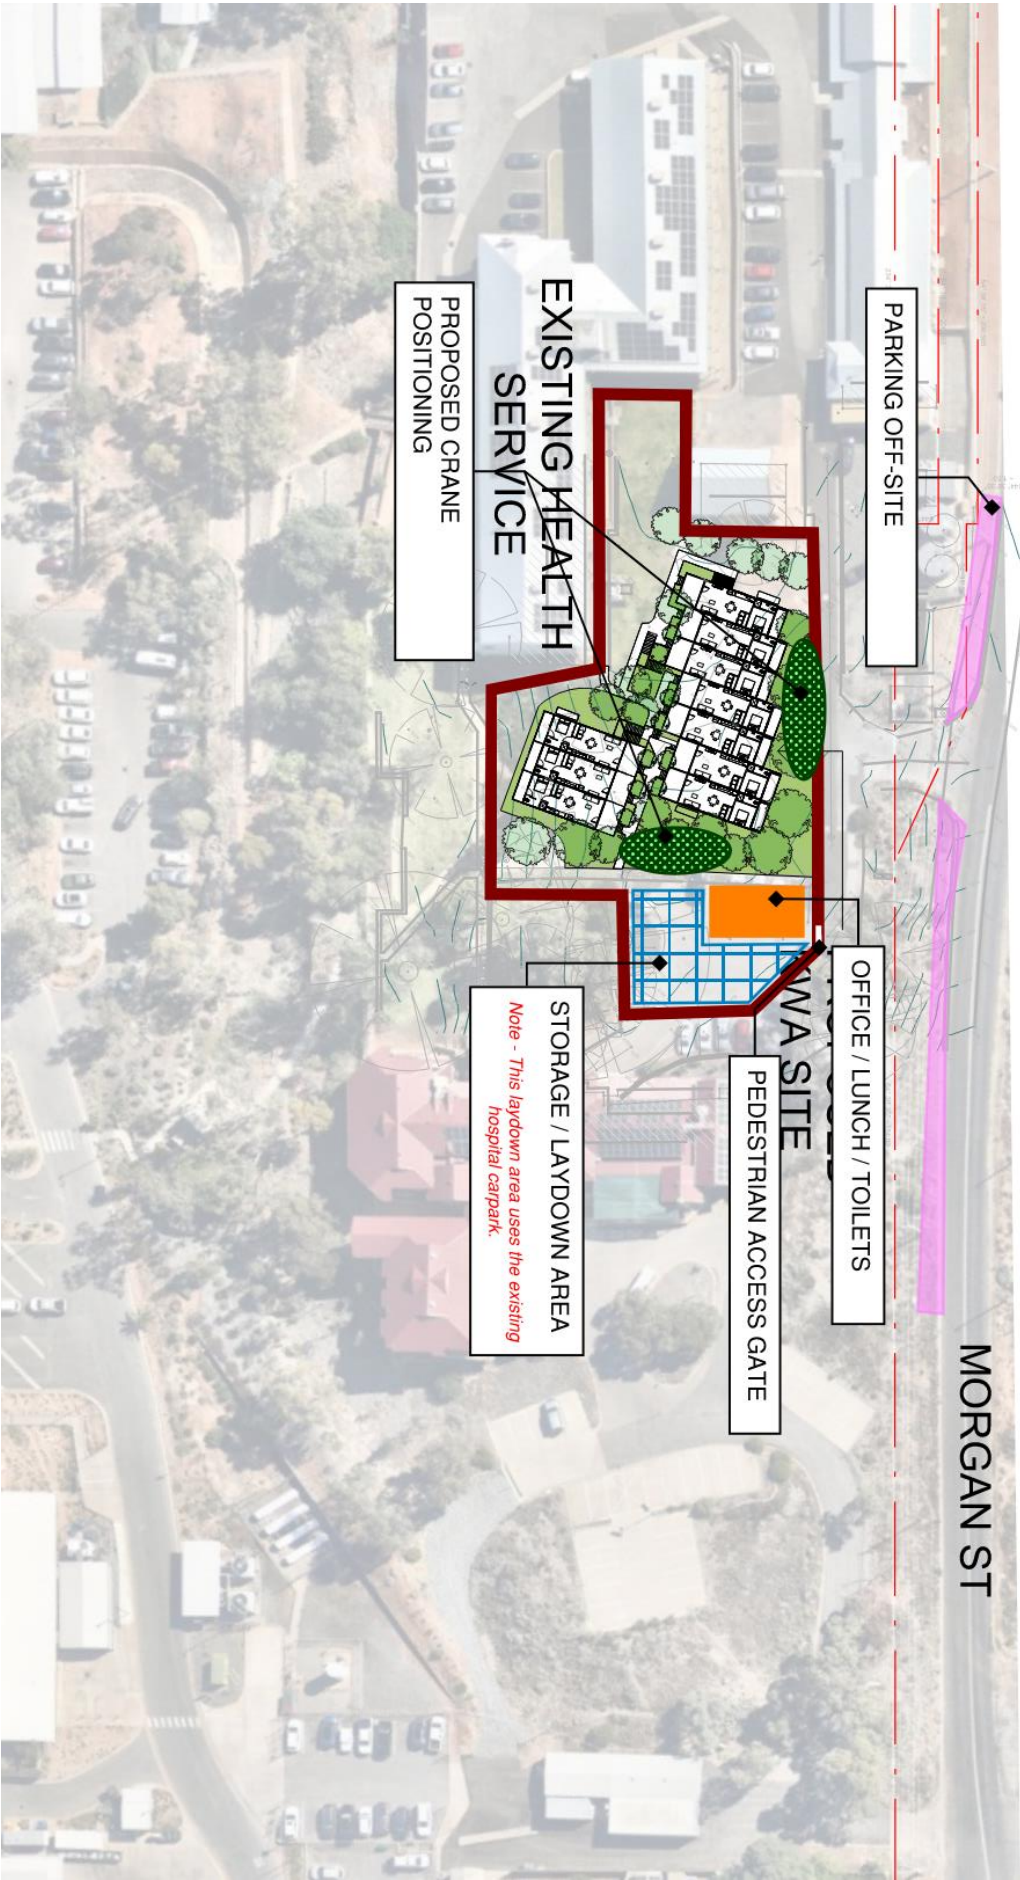 MORGAN ST
PARKING OFF-SITE
OFFICE / LUNCH / TOILETS
WA SITE
PEDESTRIAN ACCESS GATE
EXISTING HEALTH
SERVICE
STORAGE / LAYDOWN AREA
Note - This laydown area uses the existing
hospital carpark.
PROPOSED CRANE
POSITIONING